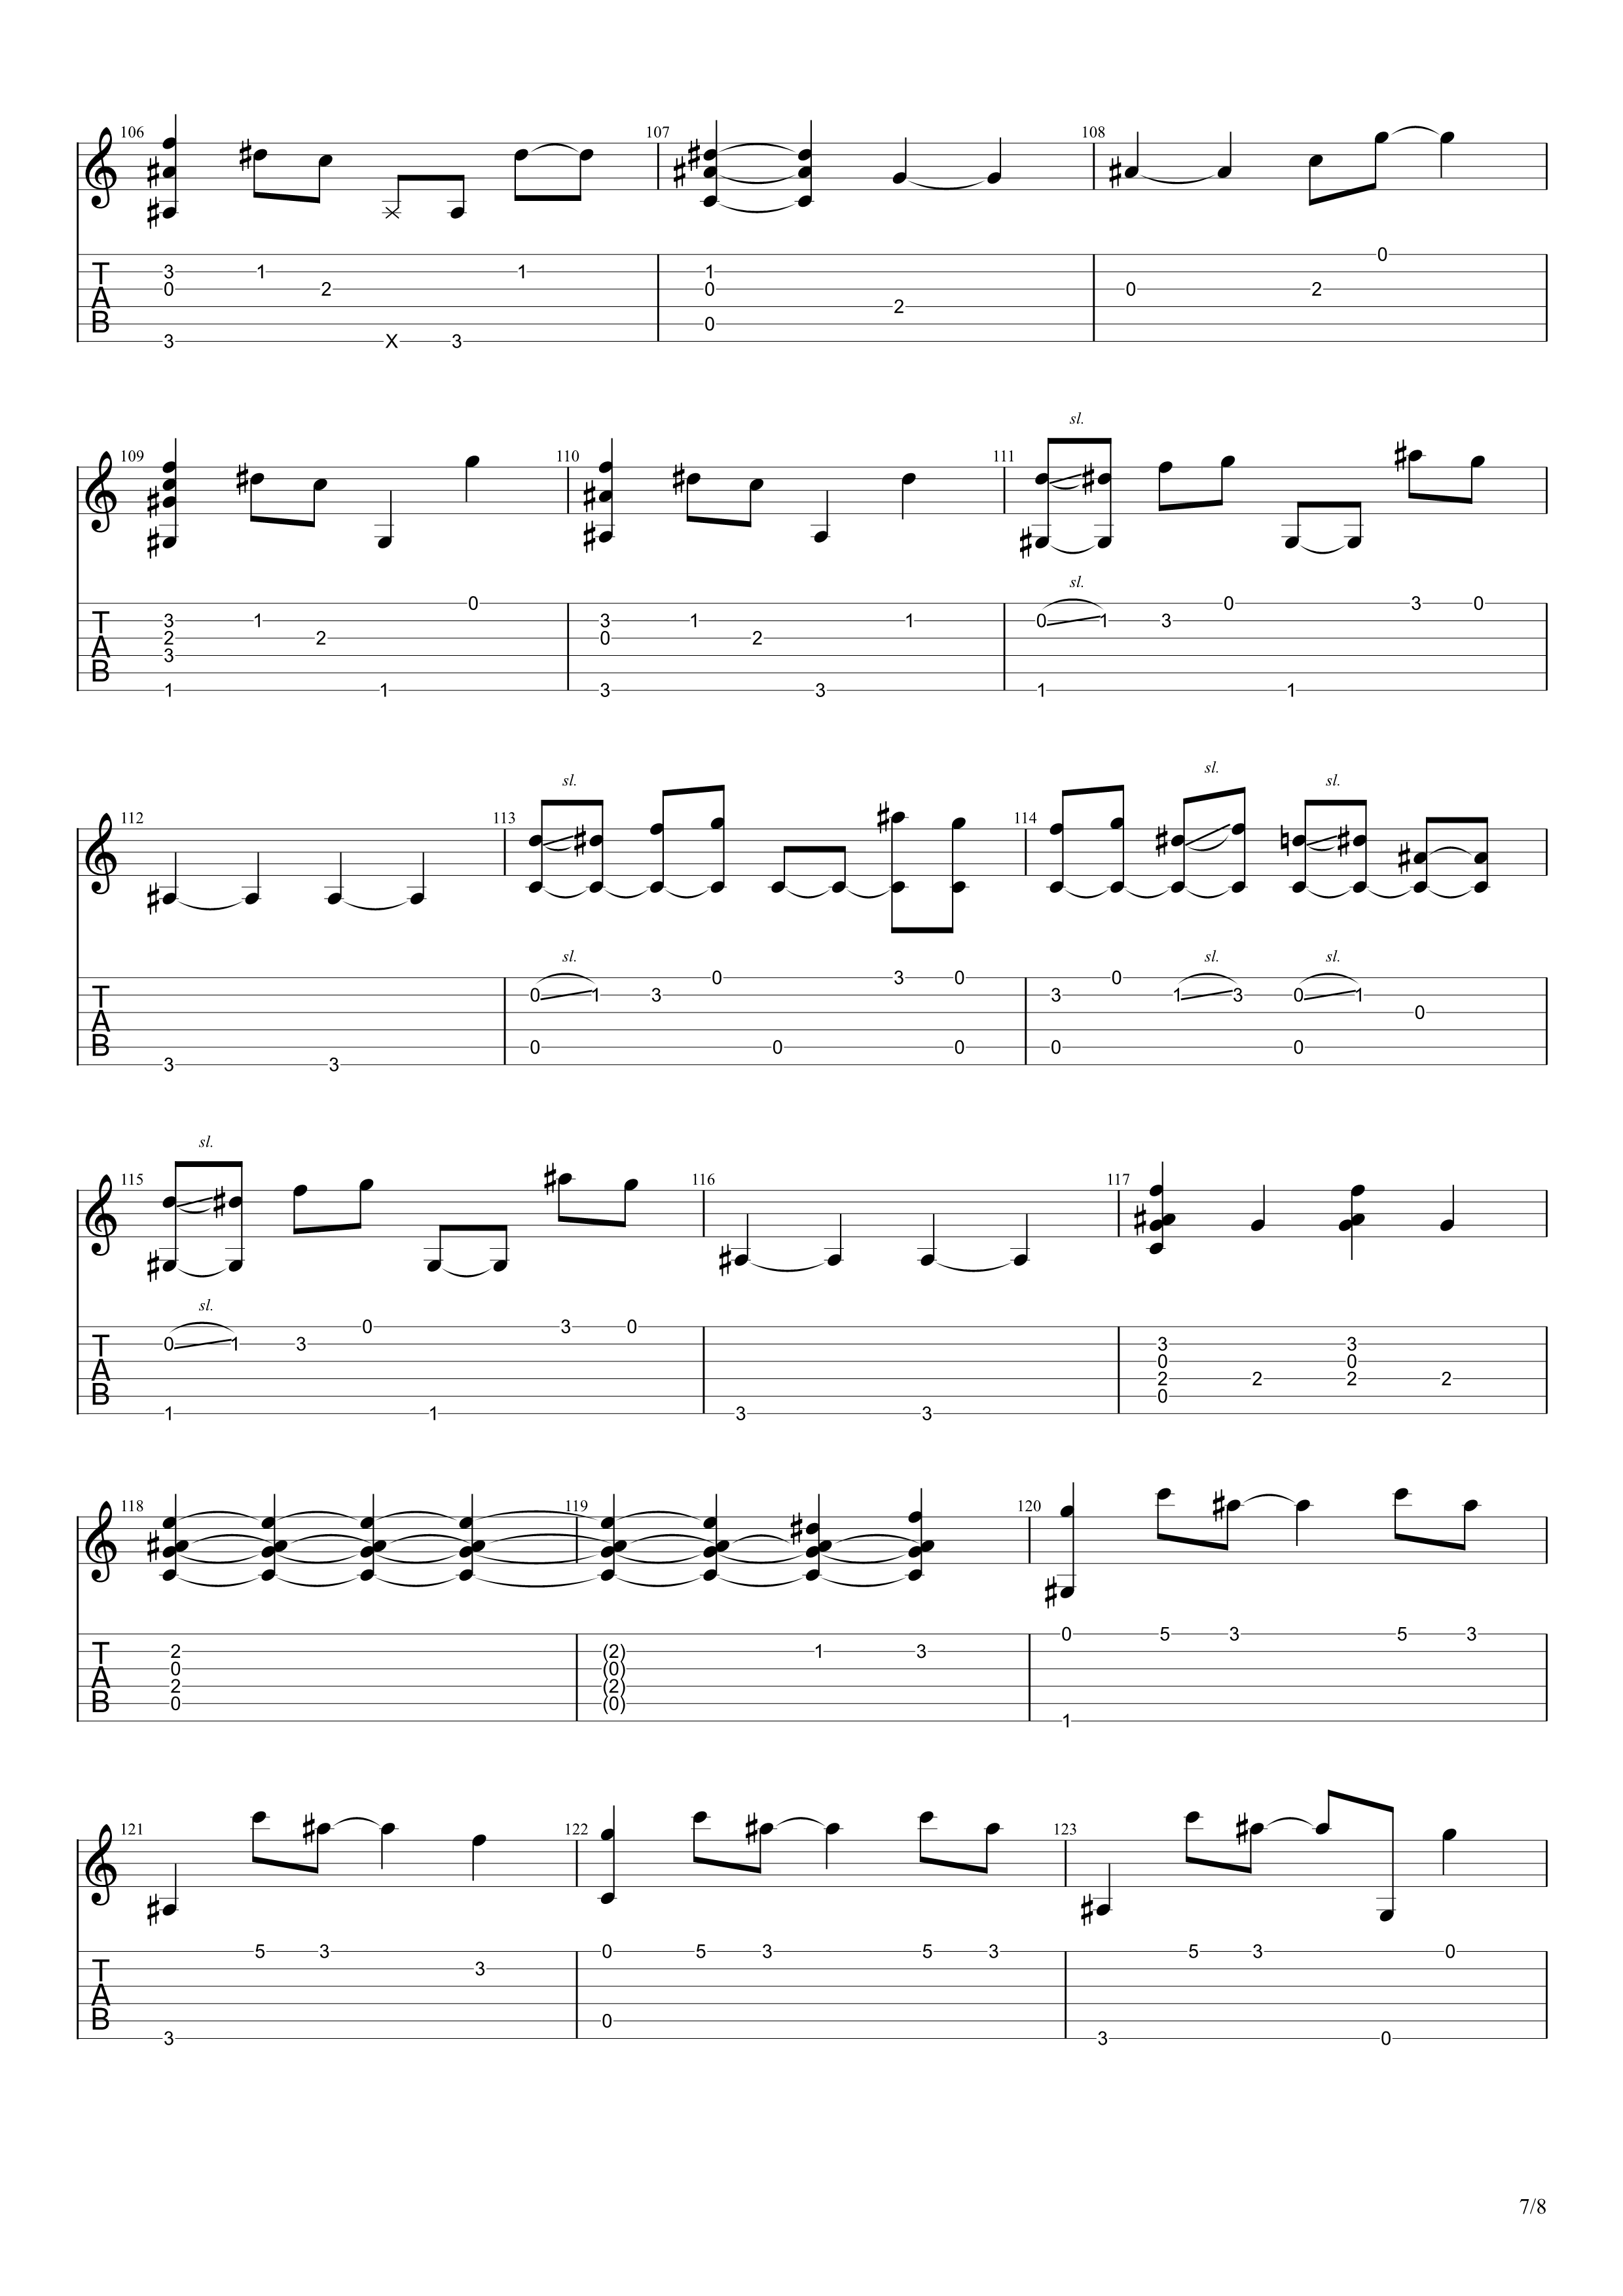 106 107 108
T A B
3 1 2 1 1 2 0
0 0 0
3 X 3 0 2
109 110 111
sl.
sl.
T A B
3 1 2 0 3 1 2 1 0 1 3 0 3 0
2 0
3
1 1 3 3 1 1
112 113 114
sl. sl. sl.
sl. sl. sl.
T A B
0 1 3 0 3 0 3 0 1 3 0 1 0
0 0 0 0 0
3 3
115 116 117
sl.
sl.
T A B
0 1 3 0 3 0 3 3
0 0
2 2 2 2
0
1 1 3 3
118 119 120
T A B
2 (2) 1 3 0 5 3 5 3
0 (0)
2 (2)
0 (0)
1
121 122 123
T A B
5 3 3 0 5 3 5 3 5 3 0
0
3 3 0
7/8